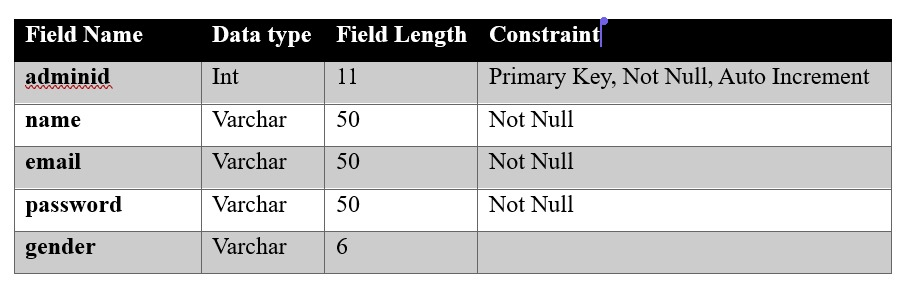 Field Name Data type Field Length Constraint
adminid Int 11 Primary Key, Not Null, Auto Increment
name Varchar 50 Not Null
email Varchar 50 Not Null
password Varchar 50 Not Null
gender Varchar 6